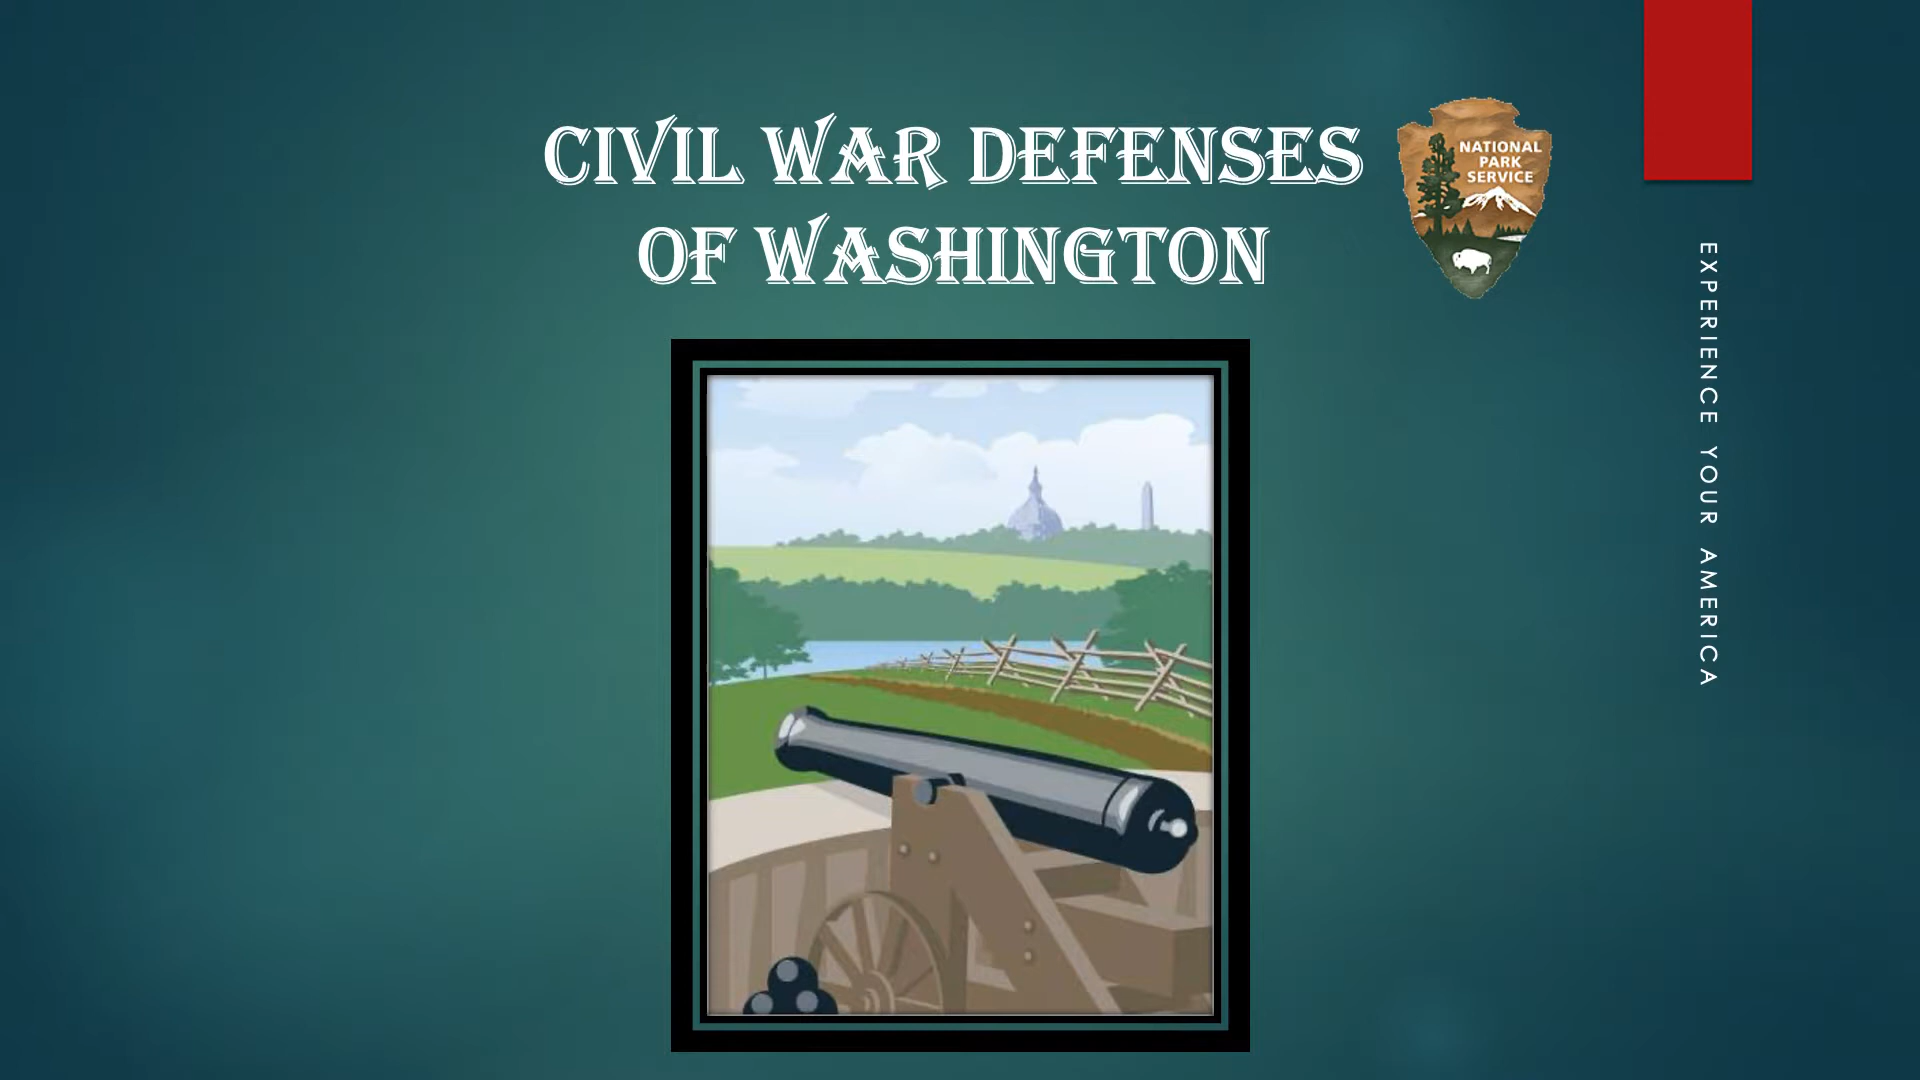 CIVIL WAR DEFENSES
OF WASHINGTON
NATIONAL
PARK
SERVICE
EXPERIENCE YOUR AMERICA